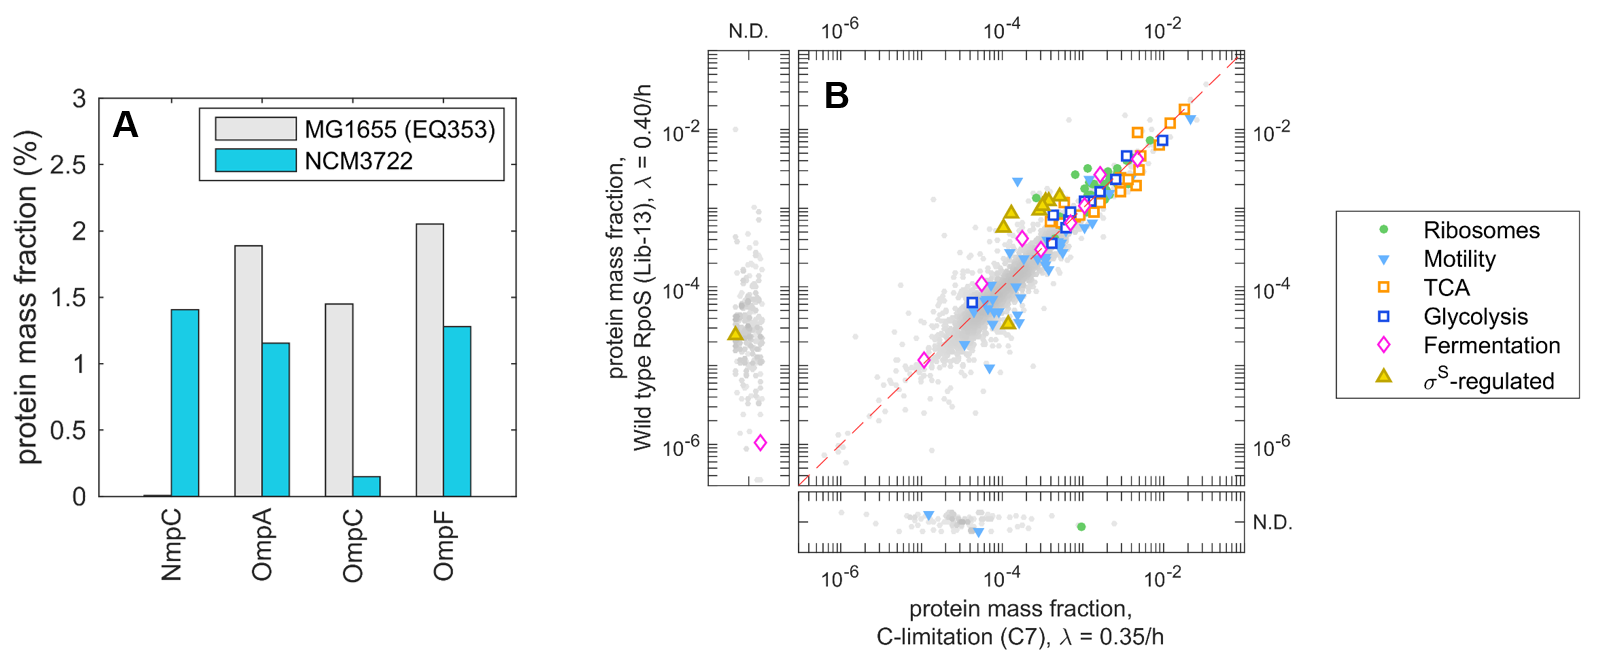 A
protein mass fraction (%)
3
2.5
2
1.5
1
0.5
0
MG1655 (EQ353)
NCM3722
NmpC
OmpA
OmpC
OmpF
B
N.D.
10-6
10-4
10-2
protein mass fraction,
Wild type RpoS (Lib-13), λ = 0.40/h
10-2
10-4
10-6
10-2
10-4
10-6
N.D.
10-6
10-4
10-2
protein mass fraction,
C-limitation (C7), λ = 0.35/h
Ribosomes
Motility
TCA
Glycolysis
Fermentation
σS-regulated